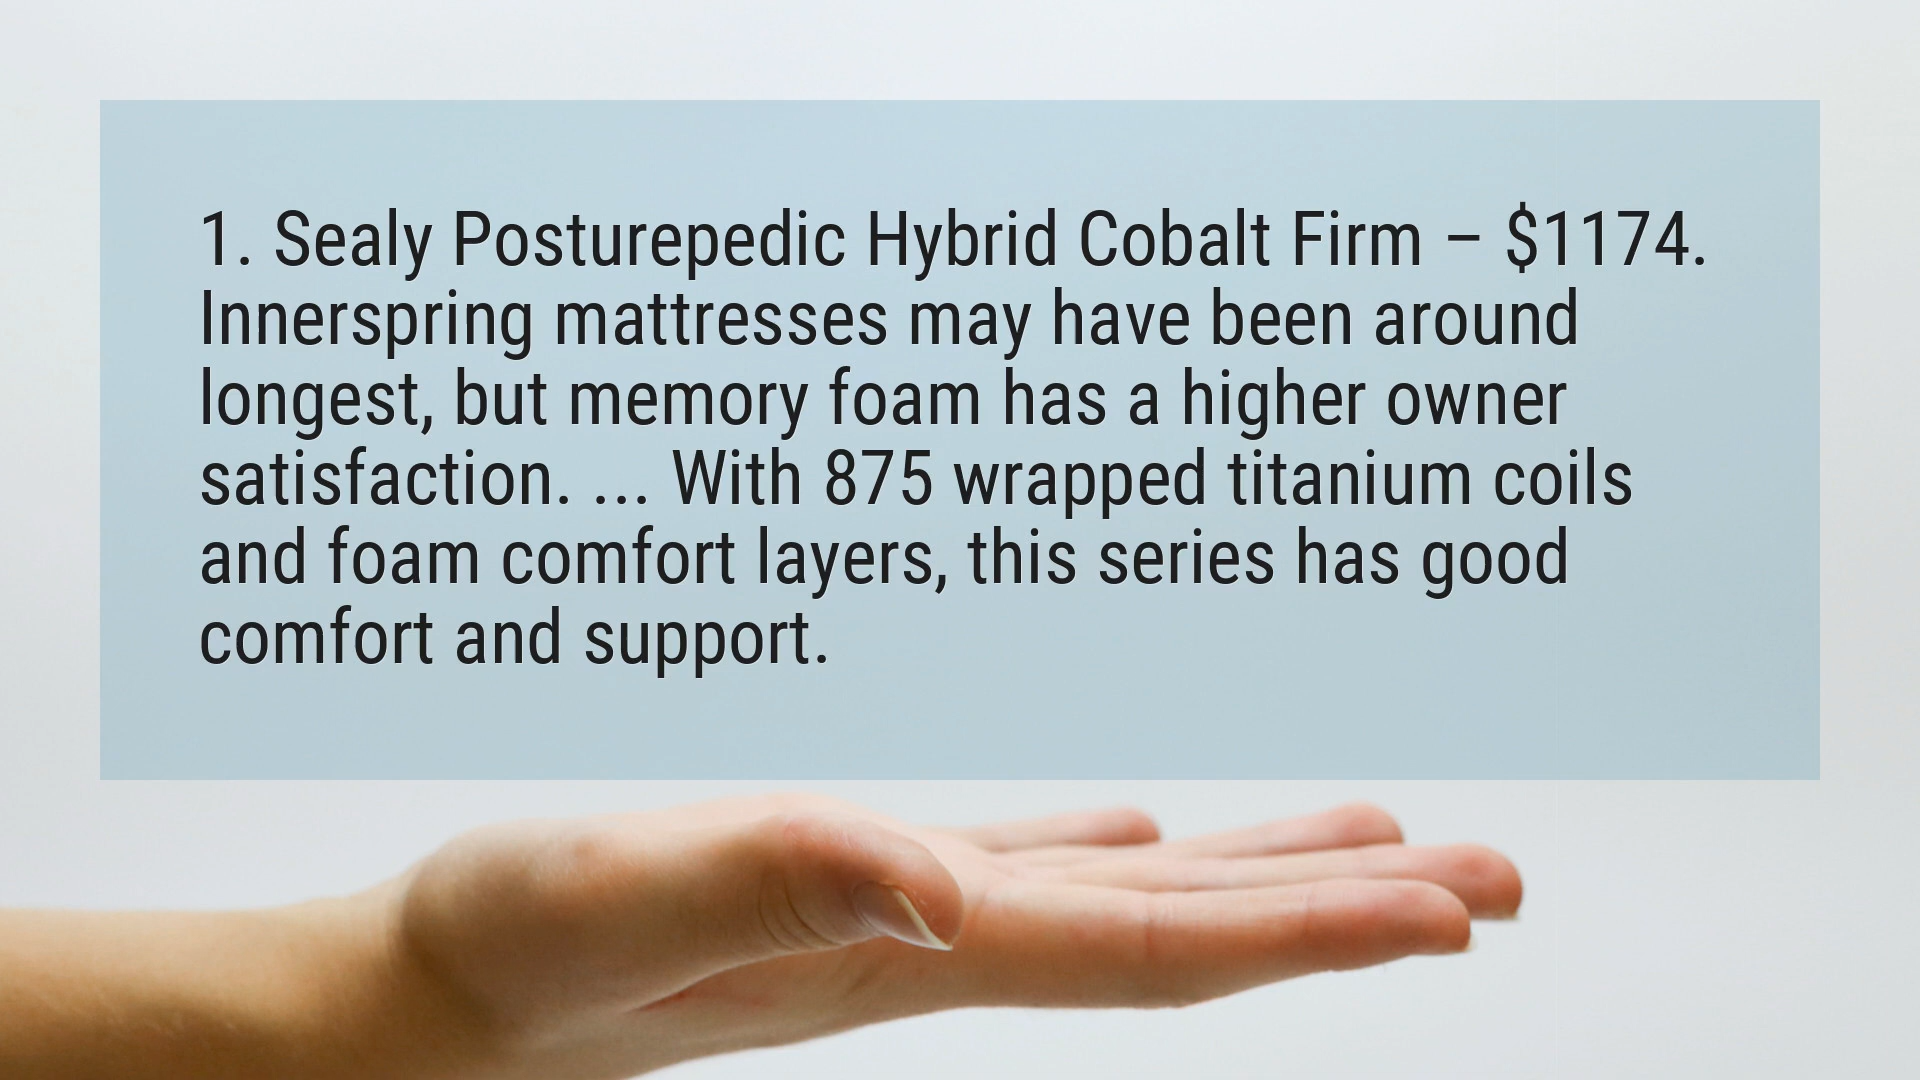 1. Sealy Posturepedic Hybrid Cobalt Firm – $1174.
Innerspring mattresses may have been around
longest, but memory foam has a higher owner
satisfaction. ... With 875 wrapped titanium coils
and foam comfort layers, this series has good
comfort and support.